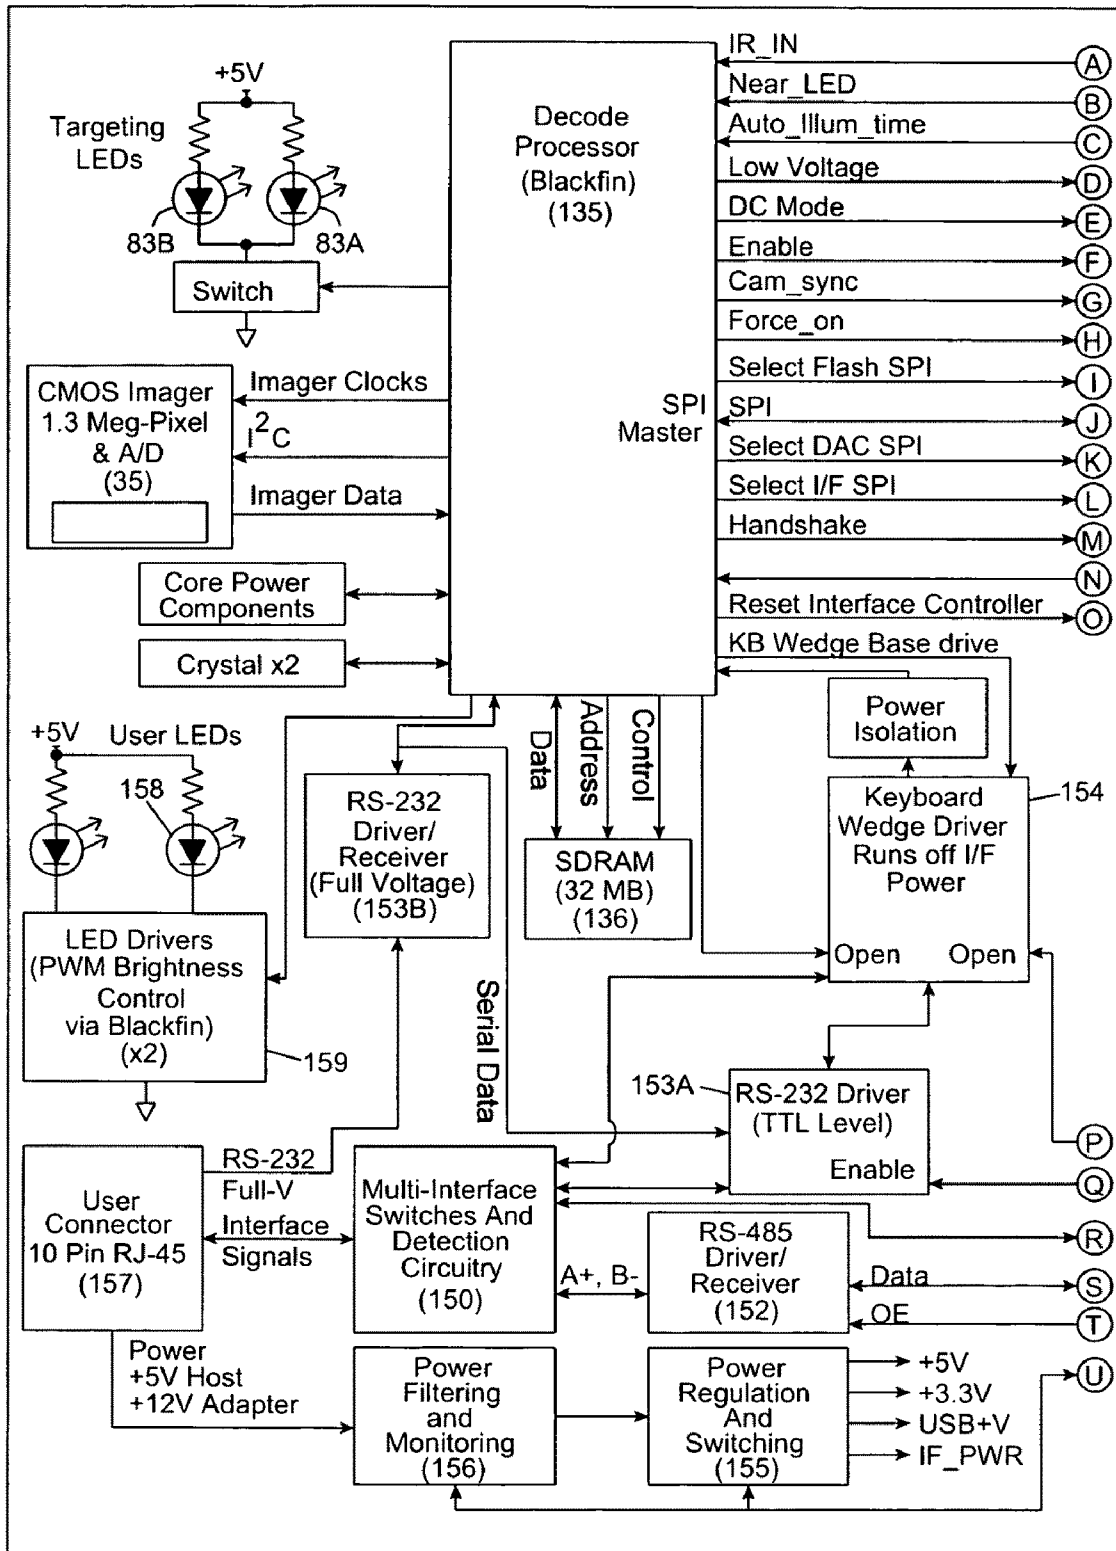 +5V
Targeting
LEDs
83B
83A
Switch
Decode
Processor
(Blackfin)
(135)
SPI
Master
IR_IN
A
Near_LED
B
Auto_Illum_time
C
Low Voltage
D
DC Mode
E
Enable
F
Cam_sync
G
Force_on
H
Select Flash SPI
I
SPI
J
Select DAC SPI
K
Select I/F SPI
L
Handshake
M
N
Reset Interface Controller
O
KB Wedge Base drive
CMOS Imager
1.3 Meg-Pixel
& A/D
(35)
Imager Clocks
I2C
Imager Data
Core Power
Components
Crystal x2
+5V
User LEDs
158
LED Drivers
(PWM Brightness
Control
via Blackfin)
(x2)
159
RS-232
Driver/
Receiver
(Full Voltage)
(153B)
Data
Address
Control
SDRAM
(32 MB)
(136)
Power
Isolation
Keyboard
Wedge Driver
Runs off I/F
Power
Open
Open
154
Serial Data
153A
RS-232 Driver
(TTL Level)
Enable
P
Q
User
Connector
10 Pin RJ-45
(157)
RS-232
Full-V
Interface
Signals
Multi-Interface
Switches And
Detection
Circuitry
(150)
A+, B-
RS-485
Driver/
Receiver
(152)
R
Data
S
OE
T
Power
+5V Host
+12V Adapter
Power
Filtering
and
Monitoring
(156)
Power
Regulation
And
Switching
(155)
+5V
+3.3V
USB+V
IF_PWR
U